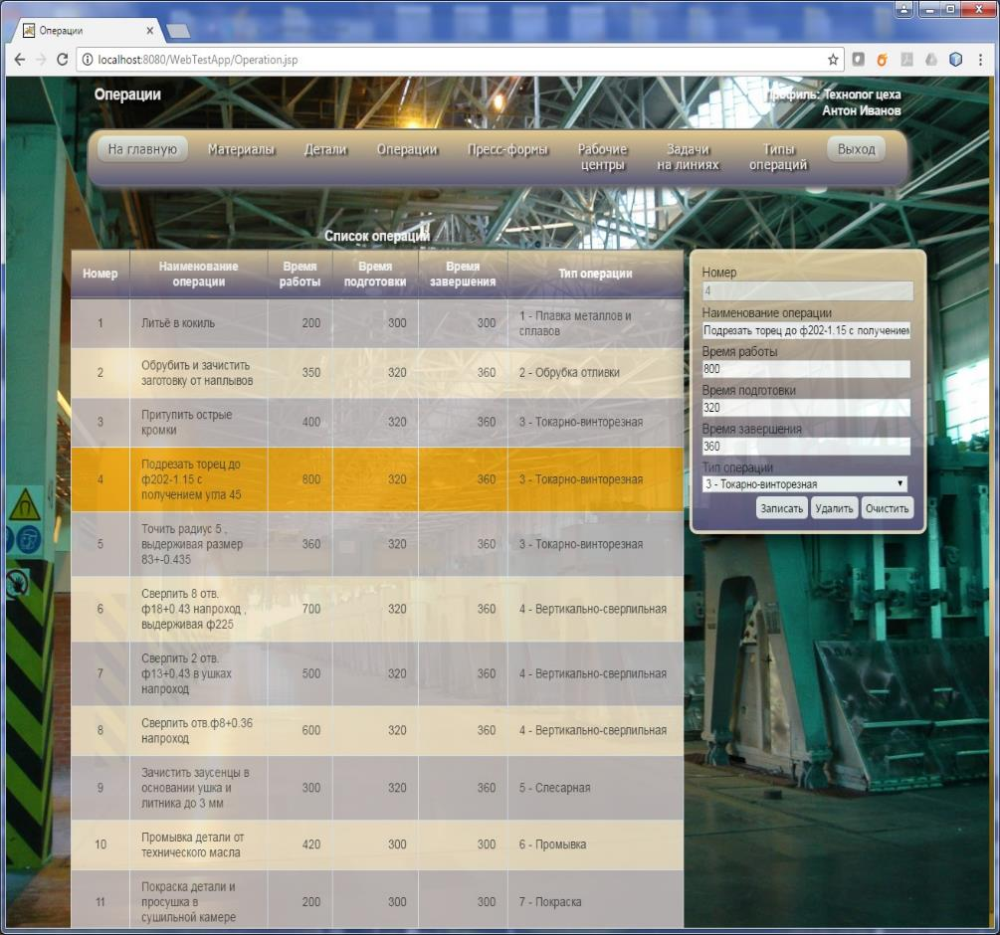 Операции
localhost:8080/WebTestApp/Operation.jsp
Операции
Профиль: Технолог цеха
Антон Иванов
На главную Материалы Детали Операции Пресс-формы Рабочие центры Задачи на линиях Типы операций Выход
Список операций
Номер Наименование операции Время работы Время подготовки Время завершения Тип операции
1 Литьё в кокиль 200 300 300 1 - Плавка металлов и
сплавов
2 Обрубить и зачистить 350 320 360 2 - Обрубка отливки
заготовку от наплывов
3 Притупить острые 400 320 360 3 - Токарно-винторезная
кромки
4 Подрезать торец до 800 320 360 3 - Токарно-винторезная
ф202-1.15 с
получением угла 45
5 Точить радиус 5 , 360 320 360 3 - Токарно-винторезная
выдерживая размер
83+-0.435
6 Сверлить 8 отв. 700 320 360 4 - Вертикально-сверлильная
ф18+0.43 напроход ,
выдерживая ф225
7 Сверлить 2 отв. 500 320 360 4 - Вертикально-сверлильная
ф13+0.43 в ушках
напроход
8 Сверлить отв.ф8+0.36 600 320 360 4 - Вертикально-сверлильная
напроход
9 Зачистить заусенцы в 300 320 360 5 - Слесарная
основании ушка и
литника до 3 мм
10 Промывка детали от 420 300 300 6 - Промывка
технического масла
11 Покраска детали и 200 300 300 7 - Покраска
просушка в
сушильной камере
Номер
4
Наименование операции
Подрезать торец до ф202-1.15 с получением
Время работы
800
Время подготовки
320
Время завершения
360
Тип операции
3 - Токарно-винторезная
Записать Удалить Очистить